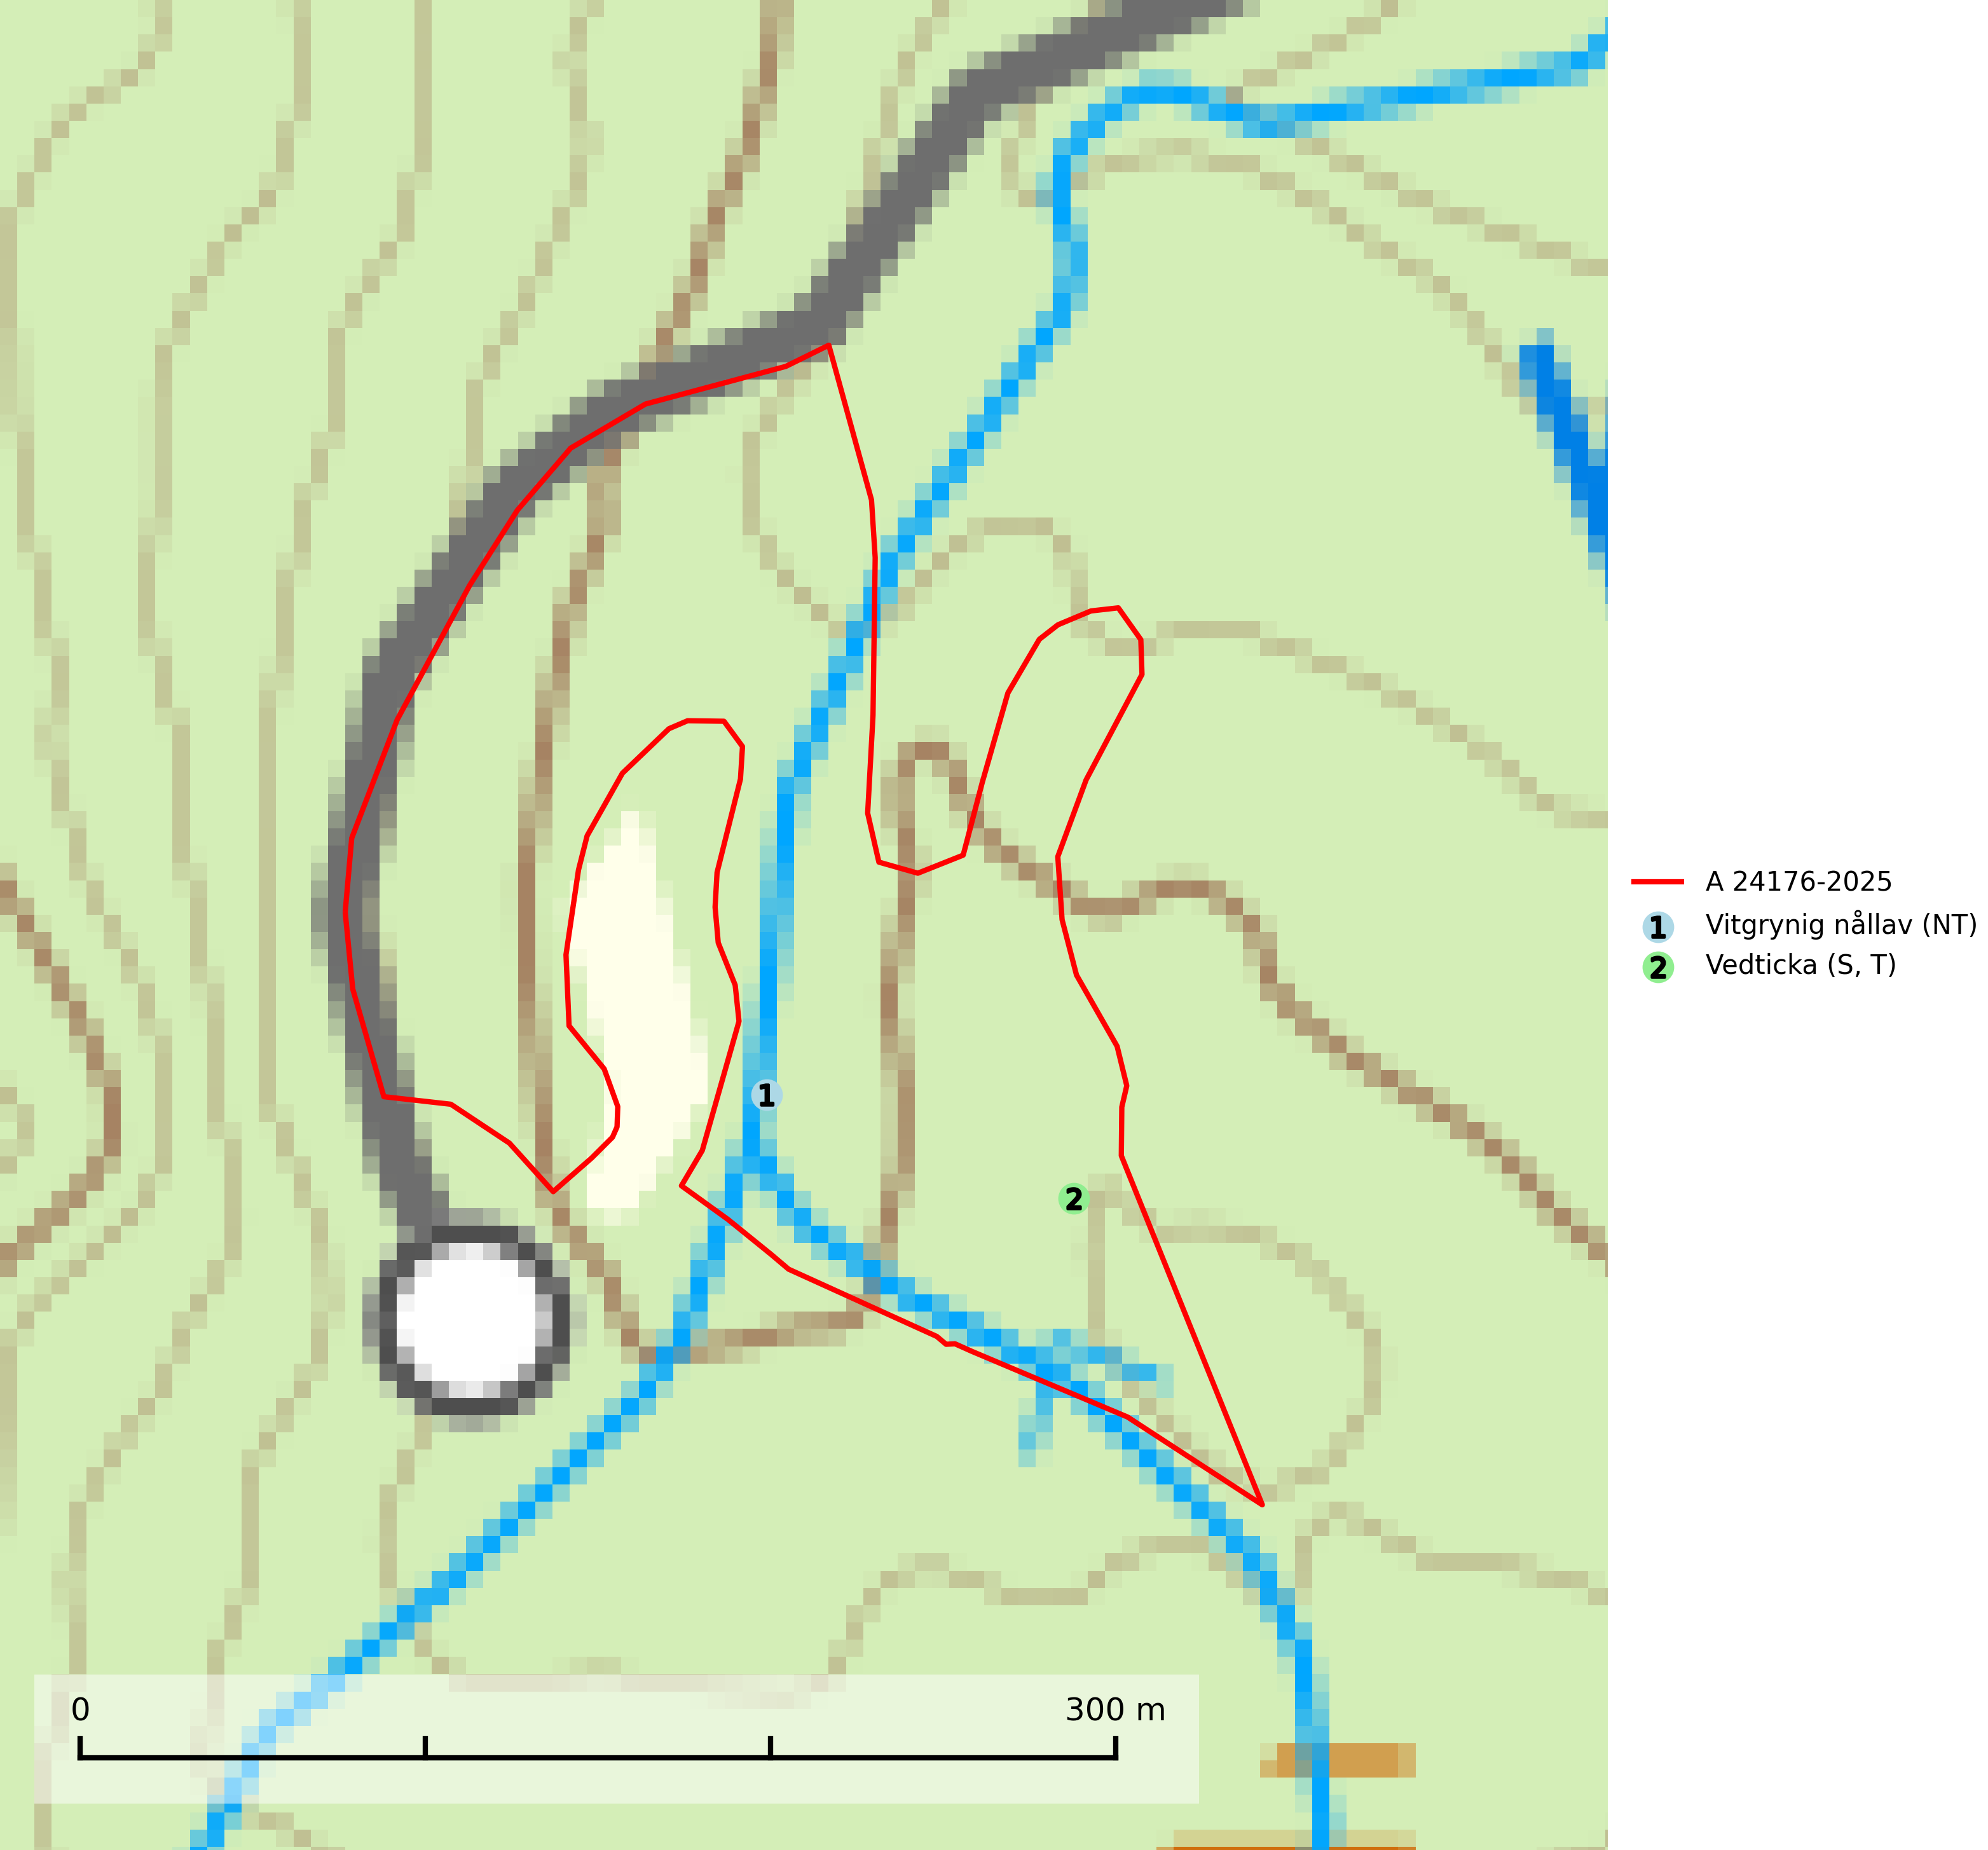 1
2
A 24176-2025
1 Vitgrynig nållav (NT)
2 Vedticka (S, T)
0 300 m